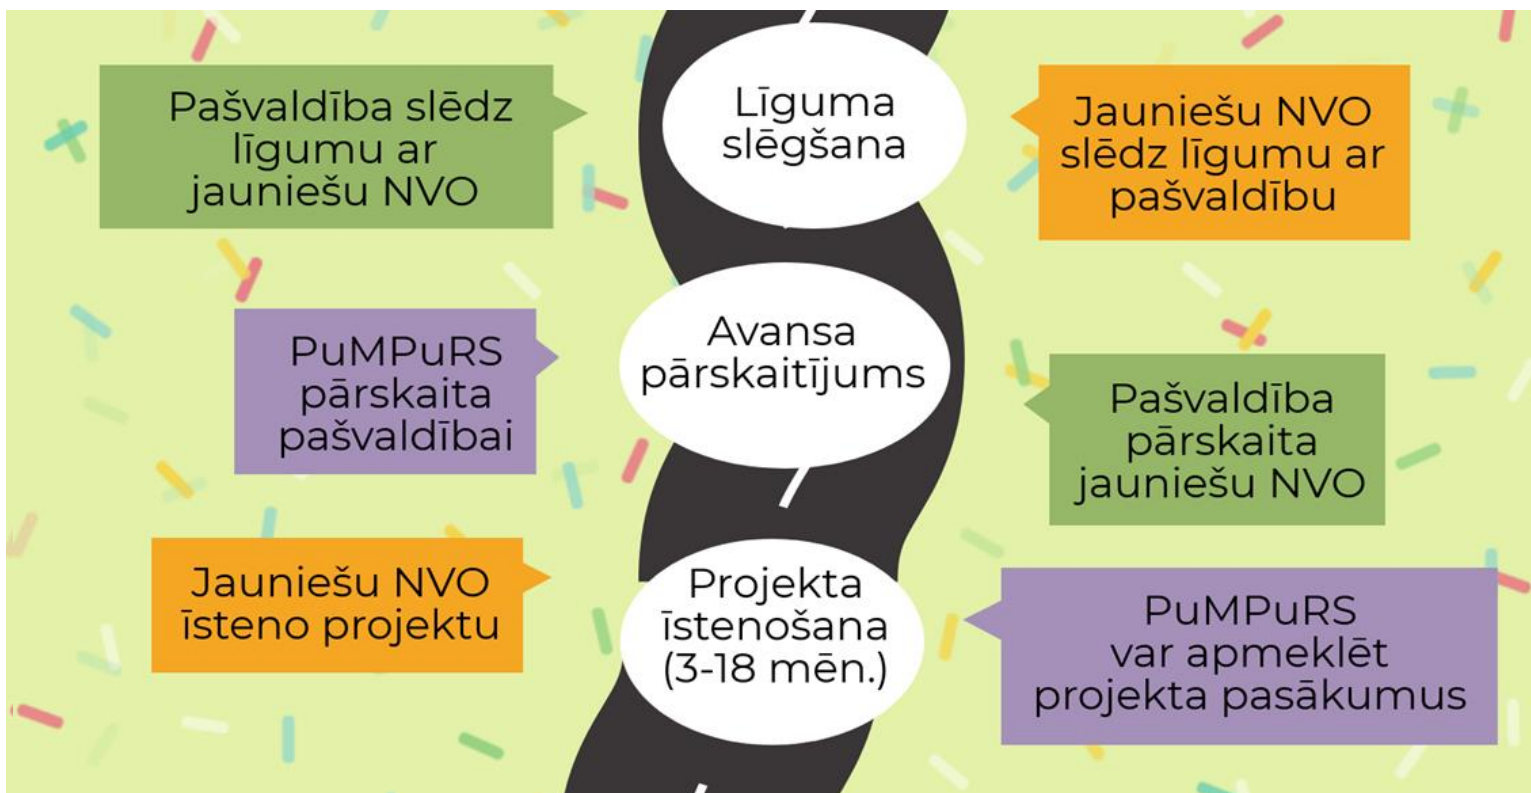 Pašvaldība slēdz
līgumu ar
jauniešu NVO
Līguma
slēgšana
Jauniešu NVO
slēdz līgumu ar
pašvaldību
PuMPuRS
pārskaita
pašvaldībai
Avansa
pārskaitījums
Pašvaldība
pārskaita
jauniešu NVO
Jauniešu NVO
īsteno projektu
Projekta
īstenošana
(3-18 mēn.)
PuMPuRS
var apmeklēt
projekta pasākumus